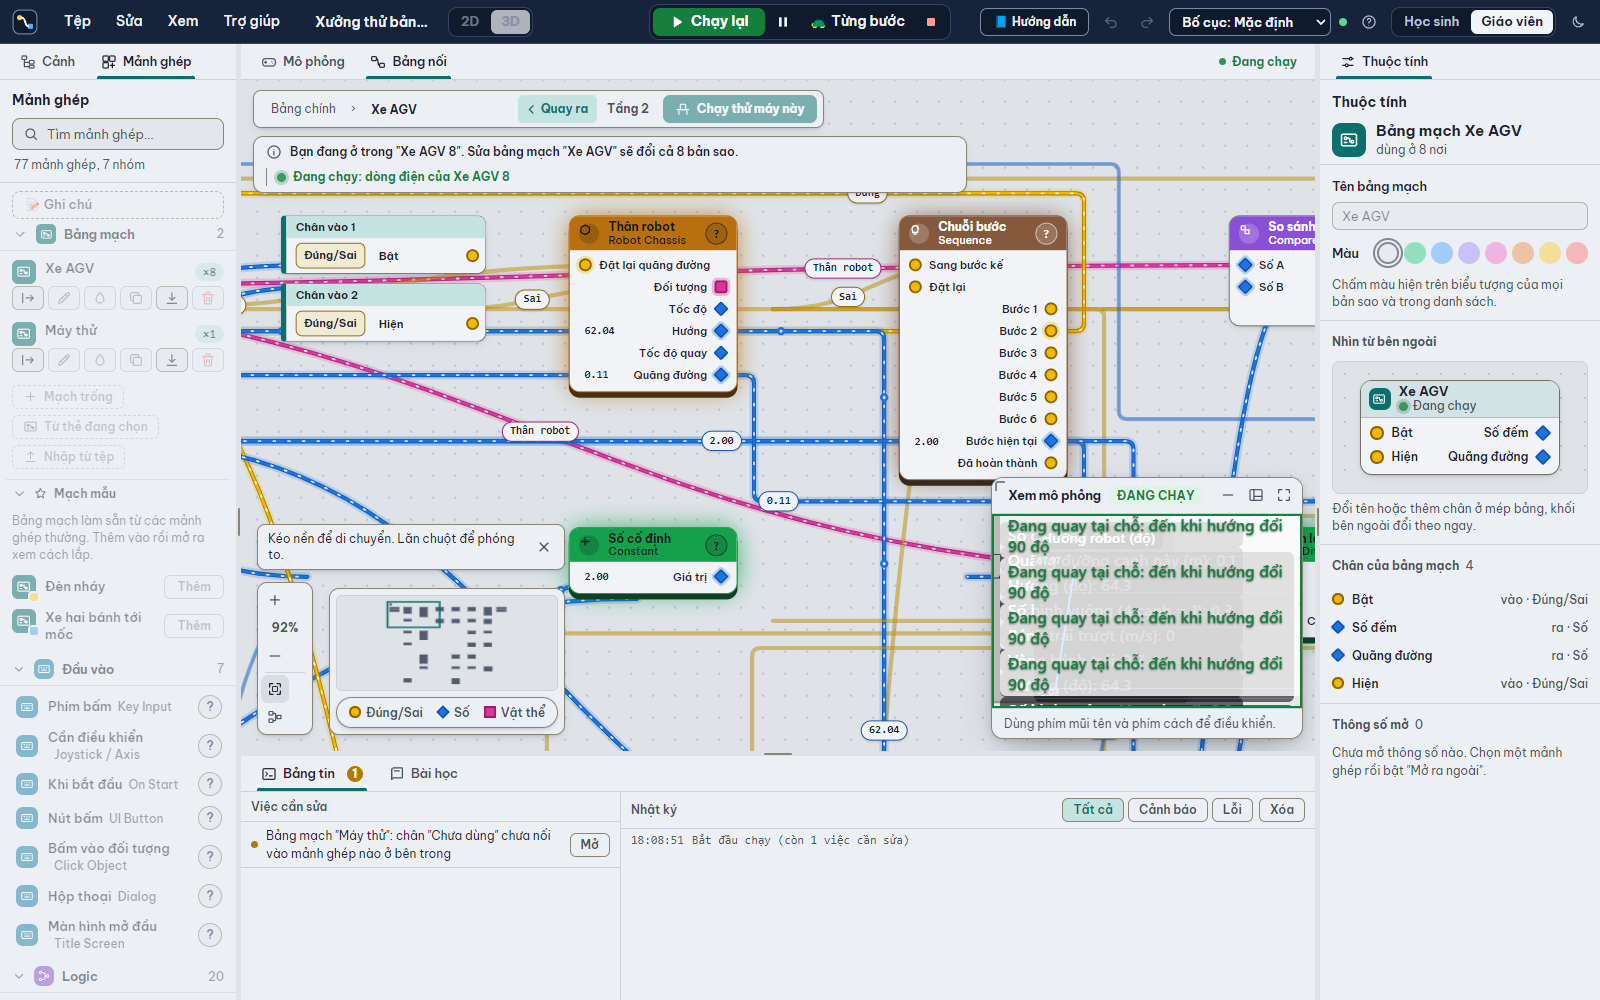 Tệp Sửa Xem Trợ giúp Xưởng thử bản... 2D 3D Chạy lại Từng bước Hướng dẫn Bố cục: Mặc định Học sinh Giáo viên
Cảnh Mảnh ghép
Mảnh ghép
Tìm mảnh ghép...
77 mảnh ghép, 7 nhóm
Ghi chú
Bảng mạch 2
Xe AGV ×8
Máy thử ×1
Mạch trống
Từ thẻ đang chọn
Nhập từ tệp
Mạch mẫu
Bảng mạch làm sẵn từ các mảnh
ghép thường. Thêm vào rồi mở ra
xem cách lắp.
Đèn nháy Thêm
Xe hai bánh tới
mốc Thêm
Đầu vào 7
Phím bấm Key Input ?
Cần điều khiển
Joystick / Axis ?
Khi bắt đầu On Start ?
Nút bấm UI Button ?
Bấm vào đối tượng
Click Object ?
Hộp thoại Dialog ?
Màn hình mở đầu
Title Screen ?
Logic 20
Mô phỏng Bảng nối Đang chạy
Bảng chính › Xe AGV Quay ra Tầng 2 Chạy thử máy này
Bạn đang ở trong "Xe AGV 8". Sửa bảng mạch "Xe AGV" sẽ đổi cả 8 bản sao.
Đang chạy: dòng điện của Xe AGV 8
Đúng
Chân vào 1
Đúng/Sai Bật
Chân vào 2
Đúng/Sai Hiện
Sai
Thân robot
Robot Chassis ?
Đặt lại quãng đường
Đối tượng
Tốc độ
62.04 Hướng
Tốc độ quay
0.11 Quãng đường
Thân robot
Sai
Chuỗi bước
Sequence ?
Sang bước kế
Đặt lại
Bước 1
Bước 2
Bước 3
Bước 4
Bước 5
Bước 6
2.00 Bước hiện tại
Đã hoàn thành
So sánh
Compare
Số A
Số B
Thân robot
2.00
0.11
62.04
Số cố định
Constant ?
2.00 Giá trị
Kéo nền để di chuyển. Lăn chuột để phóng
to.
92%
Đúng/Sai Số Vật thể
Xem mô phỏng ĐANG CHẠY
Đang quay tại chỗ: đến khi hướng đổi
90 độ
Đang quay tại chỗ: đến khi hướng đổi
90 độ
Đang quay tại chỗ: đến khi hướng đổi
90 độ
Đang quay tại chỗ: đến khi hướng đổi
90 độ
Dùng phím mũi tên và phím cách để điều khiển.
Bảng tin 1 Bài học
Việc cần sửa
Bảng mạch "Máy thử": chân "Chưa dùng" chưa nối
vào mảnh ghép nào ở bên trong Mở
Nhật ký Tất cả Cảnh báo Lỗi Xóa
18:08:51 Bắt đầu chạy (còn 1 việc cần sửa)
Thuộc tính
Thuộc tính
Bảng mạch Xe AGV
dùng ở 8 nơi
Tên bảng mạch
Xe AGV
Màu
Chấm màu hiện trên biểu tượng của mọi
bản sao và trong danh sách.
Nhìn từ bên ngoài
Xe AGV
Đang chạy
Bật Số đếm
Hiện Quãng đường
Đổi tên hoặc thêm chân ở mép bảng, khối
bên ngoài đổi theo ngay.
Chân của bảng mạch 4
Bật vào · Đúng/Sai
Số đếm ra · Số
Quãng đường ra · Số
Hiện vào · Đúng/Sai
Thông số mở 0
Chưa mở thông số nào. Chọn một mảnh
ghép rồi bật "Mở ra ngoài".